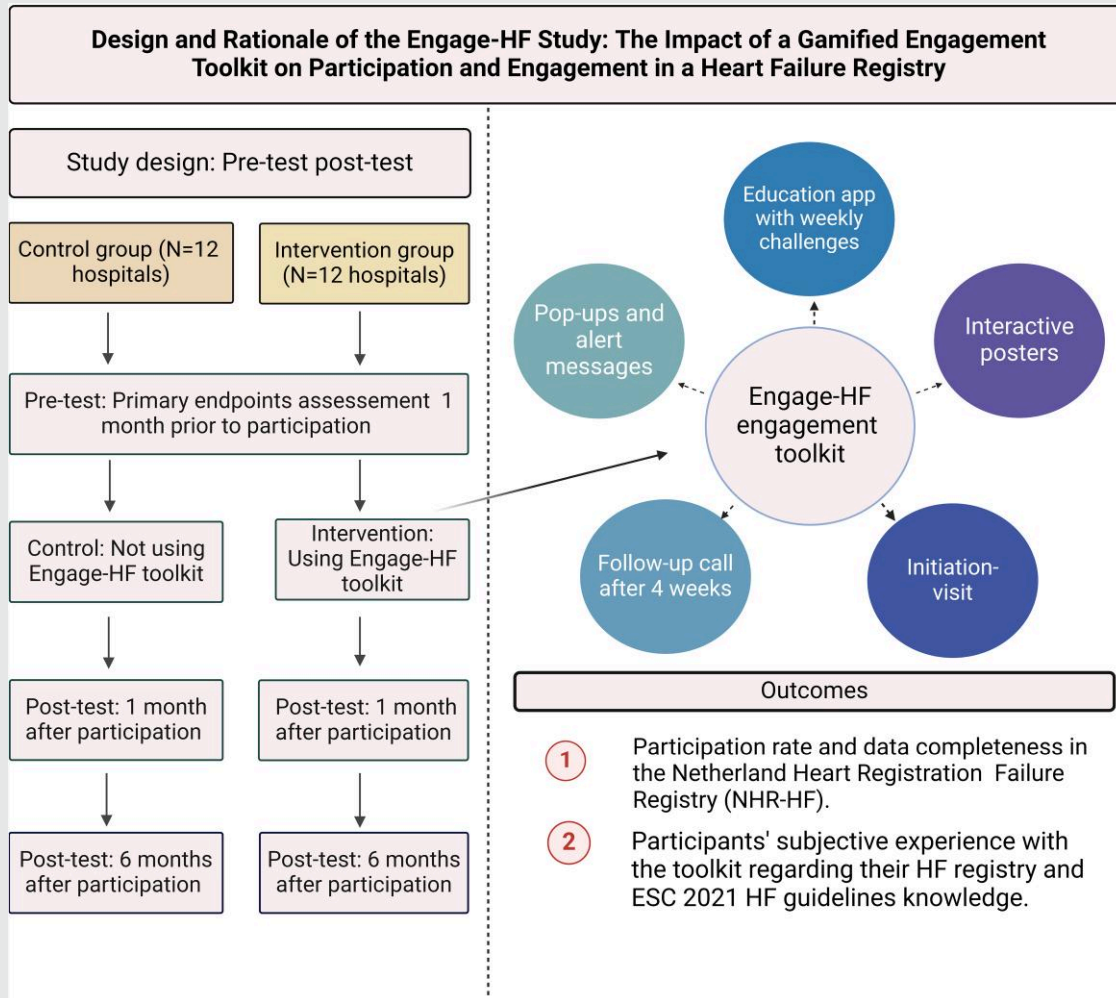 Design and Rationale of the Engage-HF Study: The Impact of a Gamified Engagement
Toolkit on Participation and Engagement in a Heart Failure Registry
Study design: Pre-test post-test
Control group (N=12
hospitals)
Intervention group
(N=12 hospitals)
Pre-test: Primary endpoints assessement 1
month prior to participation
Control: Not using
Engage-HF toolkit
Intervention:
Using Engage-HF
toolkit
Post-test: 1 month
after participation
Post-test: 1 month
after participation
Post-test: 6 months
after participation
Post-test: 6 months
after participation
Education app
with weekly
challenges
Pop-ups and
alert
messages
Interactive
posters
Engage-HF
engagement
toolkit
Follow-up call
after 4 weeks
Initiation-
visit
Outcomes
1
Participation rate and data completeness in
the Netherland Heart Registration Failure
Registry (NHR-HF).
2
Participants' subjective experience with
the toolkit regarding their HF registry and
ESC 2021 HF guidelines knowledge.